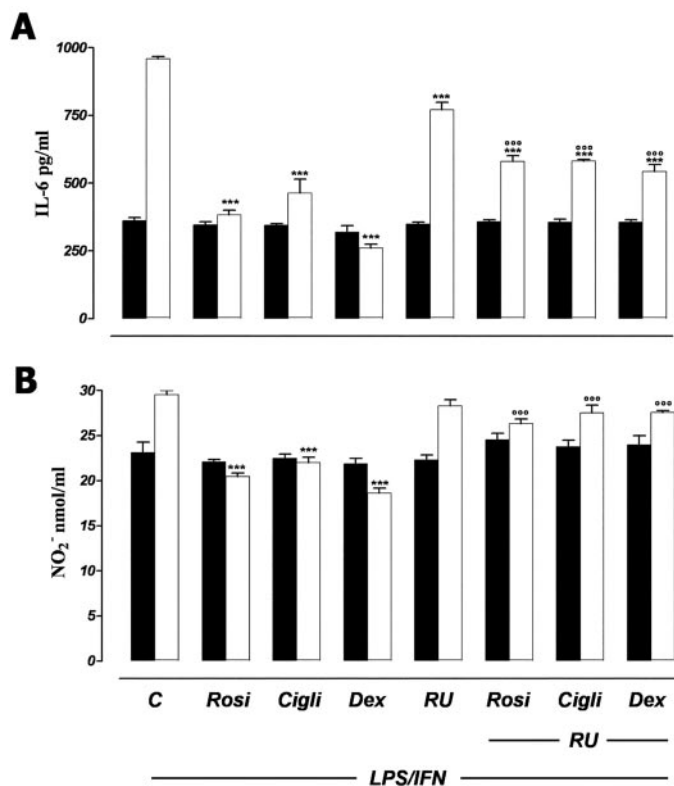 A
IL-6 pg/ml
1000
750
500
250
0
*** *** *** *** °°° *** °°° *** °°° ***
B
NO₂⁻ nmol/ml
30
25
20
15
10
5
0
*** *** *** °°° °°° °°°
C Rosi Cigli Dex RU Rosi Cigli Dex
RU
LPS/IFN